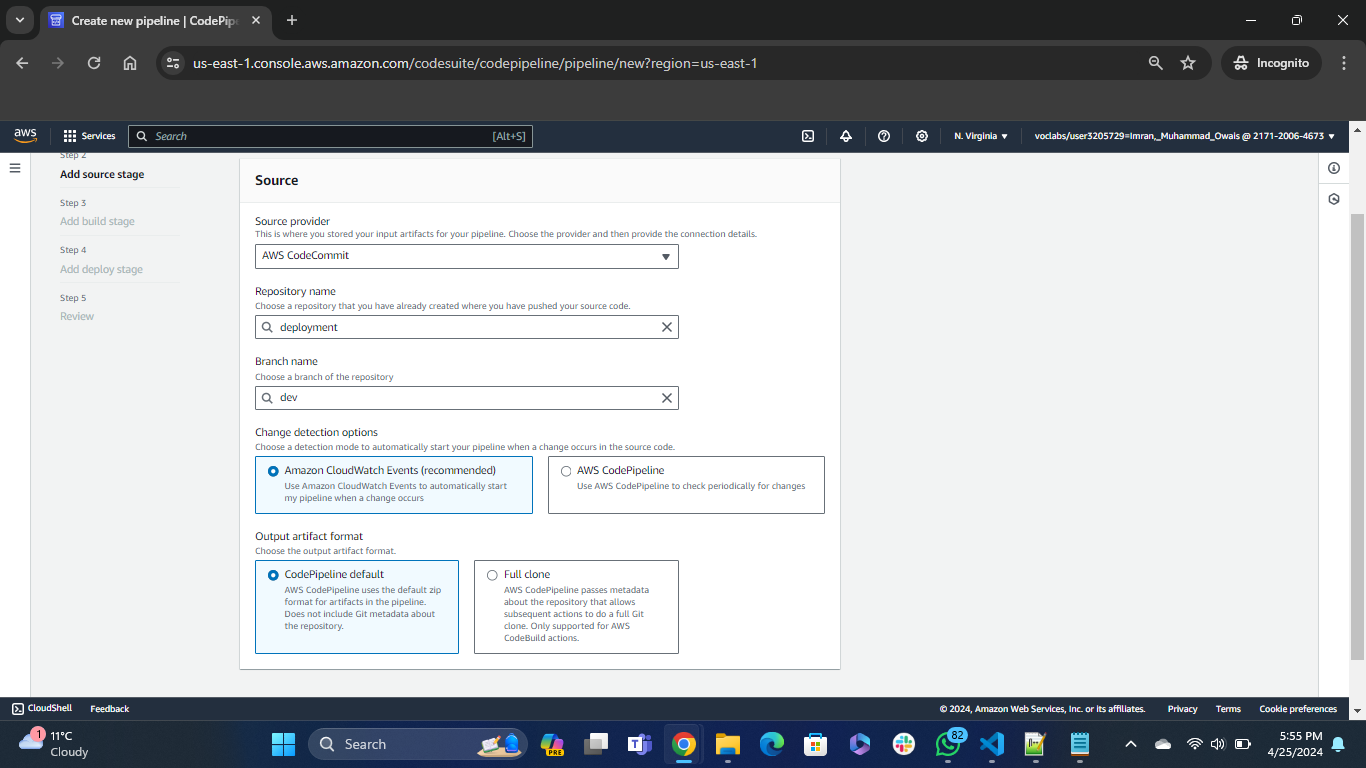 Create new pipeline | CodePip
us-east-1.console.aws.amazon.com/codesuite/codepipeline/pipeline/new?region=us-east-1
Incognito
aws
Services
Search
[Alt+S]
N. Virginia
voclabs/user3205729=Imran,_Muhammad_Owais @ 2171-2006-4673
Step 2
Add source stage
Step 3
Add build stage
Step 4
Add deploy stage
Step 5
Review
Source
Source provider
This is where you stored your input artifacts for your pipeline. Choose the provider and then provide the connection details.
AWS CodeCommit
Repository name
Choose a repository that you have already created where you have pushed your source code.
deployment
Branch name
Choose a branch of the repository
dev
Change detection options
Choose a detection mode to automatically start your pipeline when a change occurs in the source code.
Amazon CloudWatch Events (recommended)
Use Amazon CloudWatch Events to automatically start
my pipeline when a change occurs
AWS CodePipeline
Use AWS CodePipeline to check periodically for changes
Output artifact format
Choose the output artifact format.
CodePipeline default
AWS CodePipeline uses the default zip
format for artifacts in the pipeline.
Does not include Git metadata about
the repository.
Full clone
AWS CodePipeline passes metadata
about the repository that allows
subsequent actions to do a full Git
clone. Only supported for AWS
CodeBuild actions.
CloudShell
Feedback
© 2024, Amazon Web Services, Inc. or its affiliates.
Privacy
Terms
Cookie preferences
1
11°C
Cloudy
Search
PRE
82
5:55 PM
4/25/2024